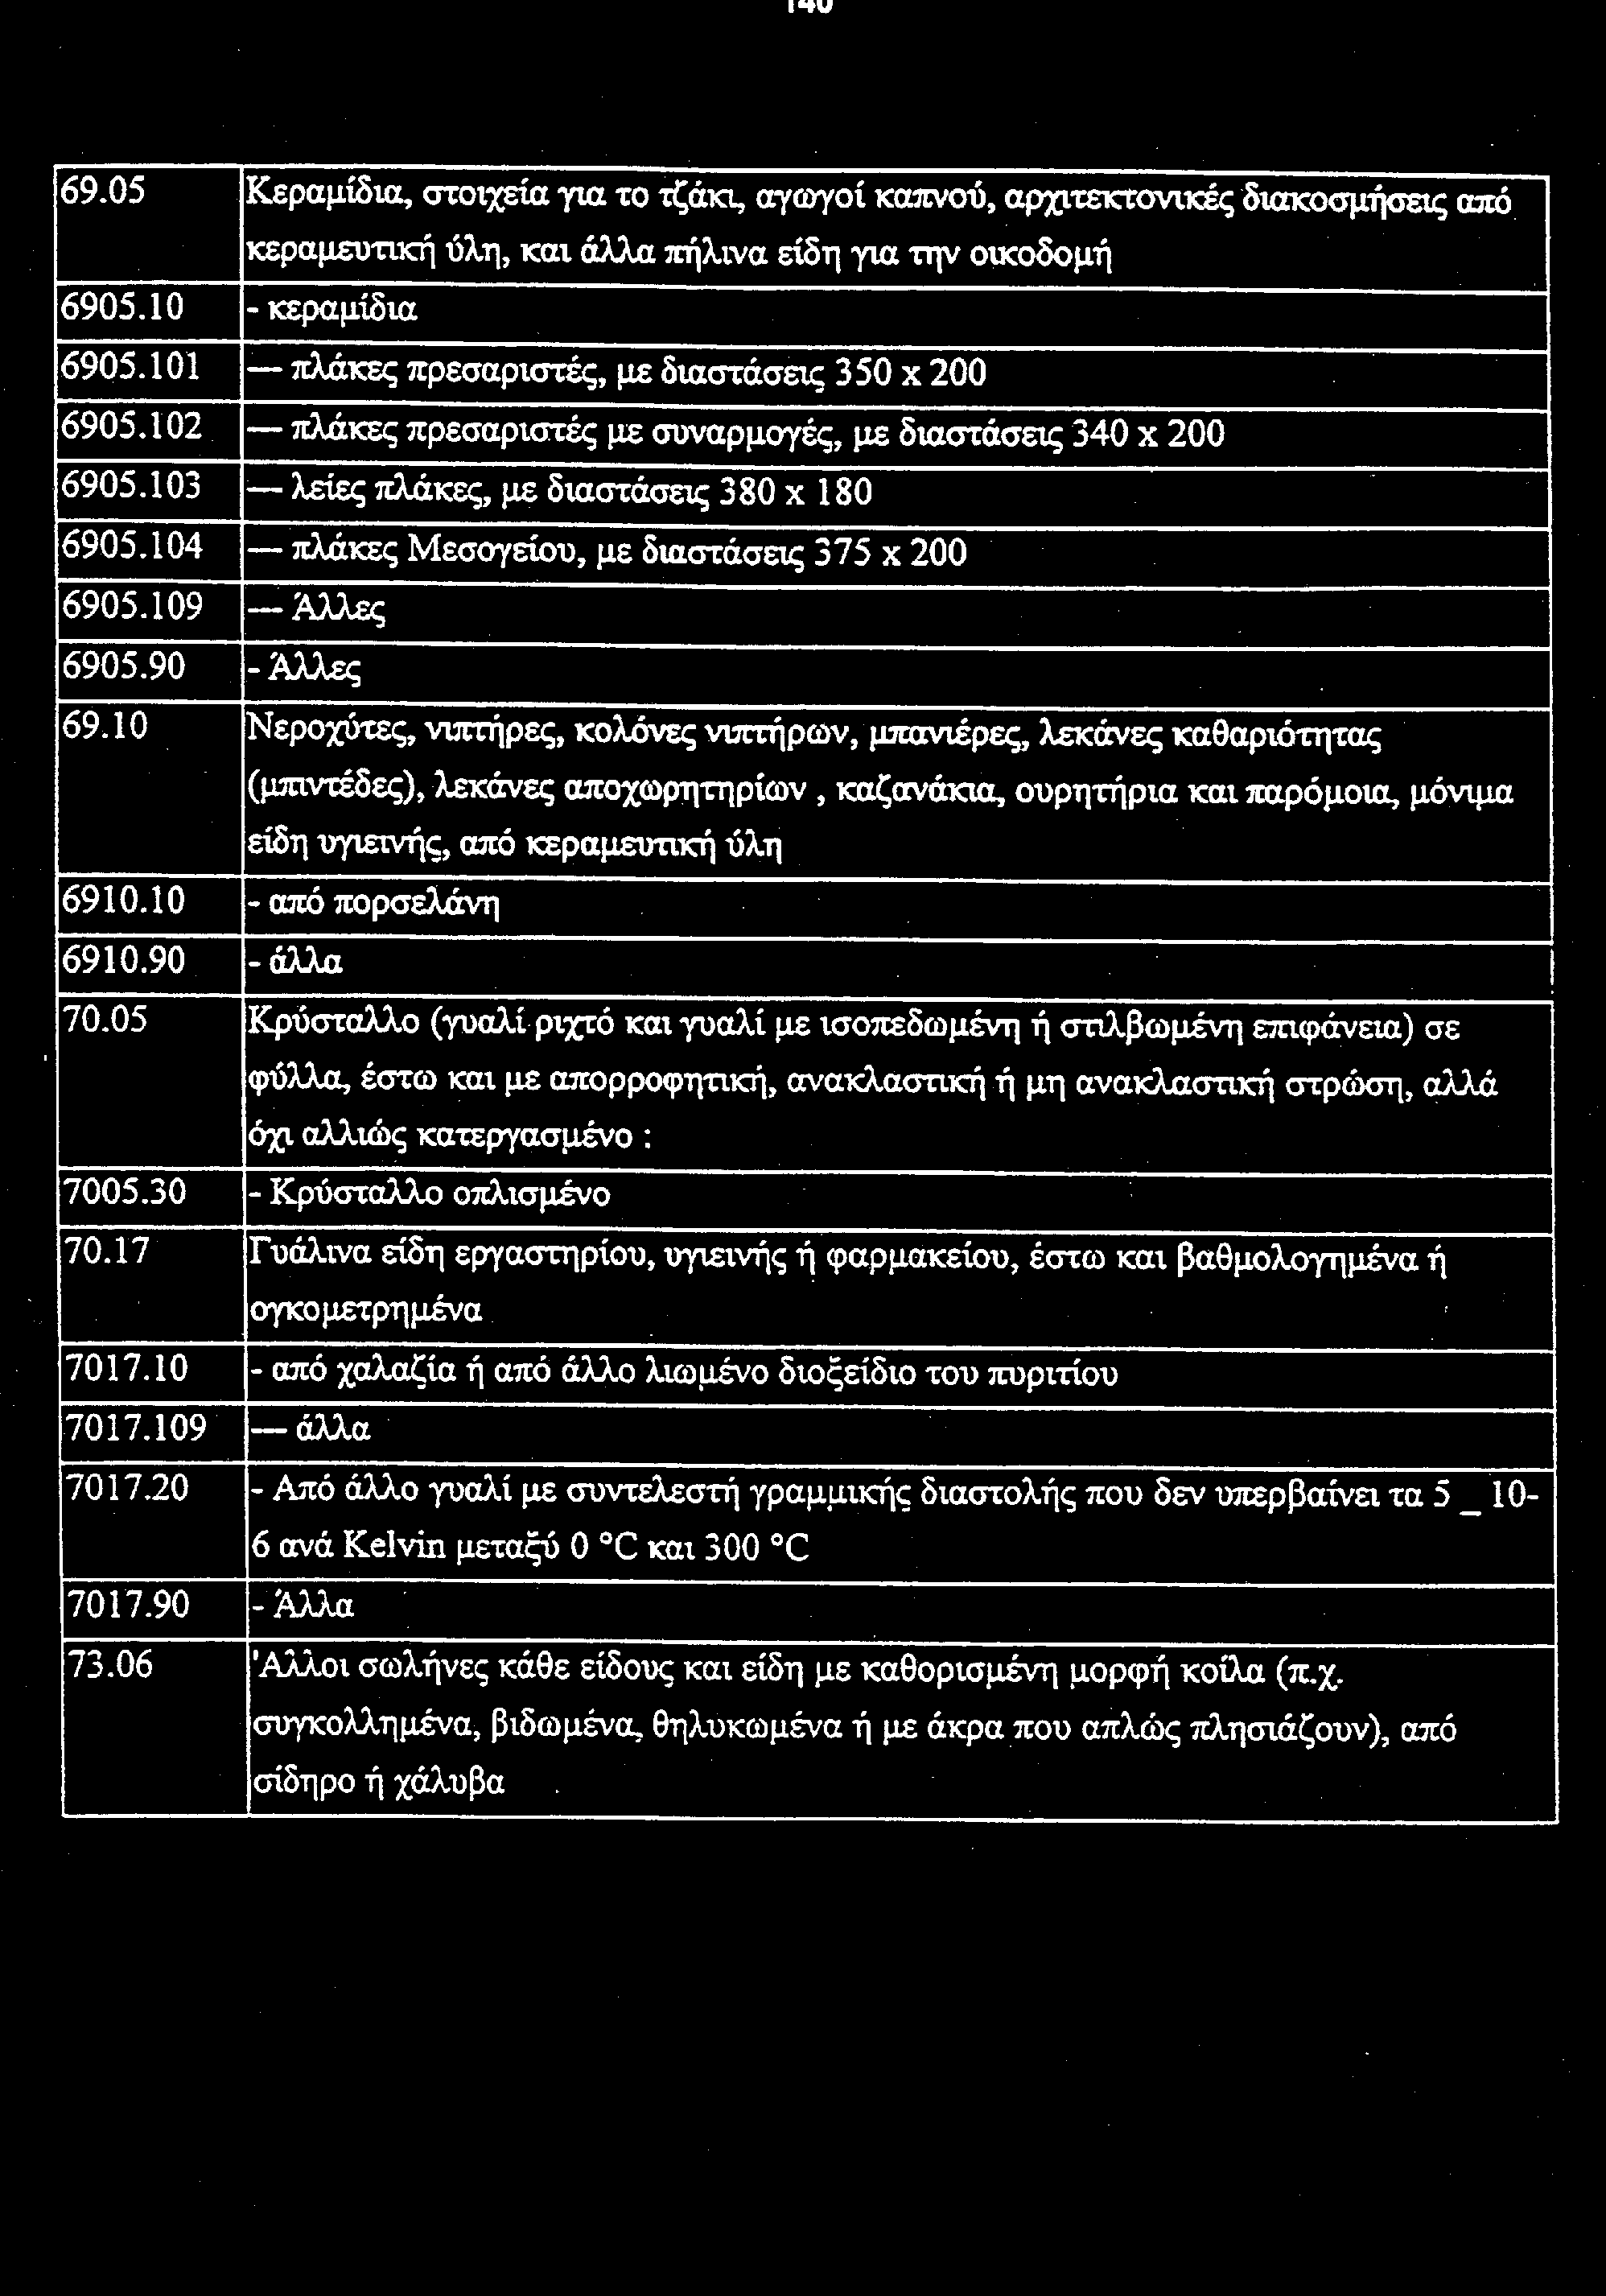 140
69.05 Κεραμίδια, στοιχεία για το τζάκι, αγωγοί καπνού, αρχιτεκτονικές διακοσμήσεις από
κεραμευτική ύλη, και άλλα πήλινα είδη για την οικοδομή
6905.10 - κεραμίδια
6905.101 — πλάκες πρεσαριστές, με διαστάσεις 350 x 200
6905.102 — πλάκες πρεσαριστές με συναρμογές, με διαστάσεις 340 x 200
6905.103 — λείες πλάκες, με διαστάσεις 380 x 180
6905.104 — πλάκες Μεσογείου, με διαστάσεις 375 x 200
6905.109 — Άλλες
6905.90 - Άλλες
69.10 Νεροχύτες, νιπτήρες, κολόνες νιπτήρων, μπανιέρες, λεκάνες καθαριότητας
(μπιντέδες), λεκάνες αποχωρητηρίων , καζανάκια, ουρητήρια και παρόμοια, μόνιμα
είδη υγιεινής, από κεραμευτική ύλη
6910.10 - από πορσελάνη
6910.90 - άλλα
70.05 Κρύσταλλο (γυαλί ριχτό και γυαλί με ισοπεδωμένη ή στιλβωμένη επιφάνεια) σε
φύλλα, έστω και με απορροφητική, ανακλαστική ή μη ανακλαστική στρώση, αλλά
όχι αλλιώς κατεργασμένο :
7005.30 - Κρύσταλλο οπλισμένο
70.17 Γυάλινα είδη εργαστηρίου, υγιεινής ή φαρμακείου, έστω και βαθμολογημένα ή
ογκομετρημένα
7017.10 - από χαλαζία ή από άλλο λιωμένο διοξείδιο του πυριτίου
7017.109 — άλλα
7017.20 - Από άλλο γυαλί με συντελεστή γραμμικής διαστολής που δεν υπερβαίνει τα 5 _ 10-
6 ανά Kelvin μεταξύ 0 °C και 300 °C
7017.90 - Άλλα
73.06 'Αλλοι σωλήνες κάθε είδους και είδη με καθορισμένη μορφή κοίλα (π.χ.
συγκολλημένα, βιδωμένα, θηλυκωμένα ή με άκρα που απλώς πλησιάζουν), από
σίδηρο ή χάλυβα